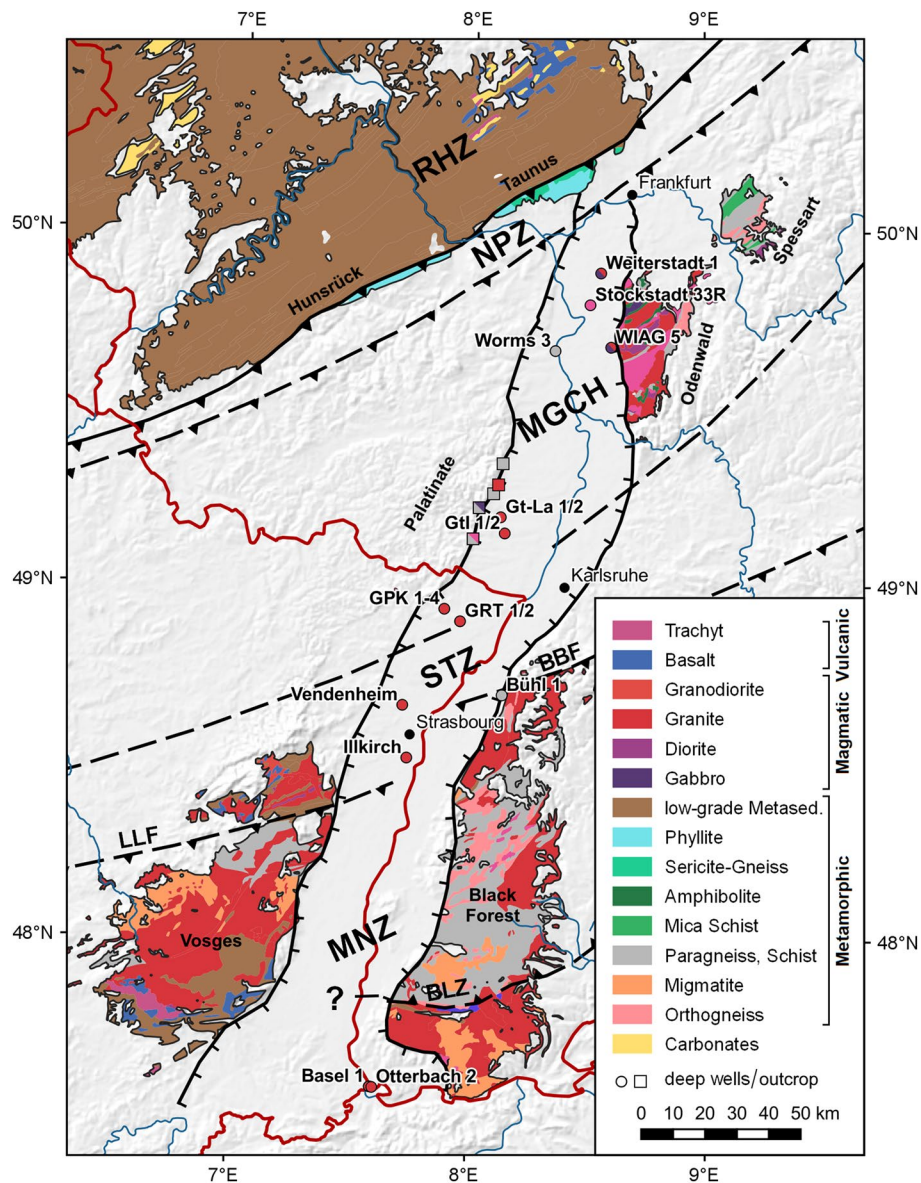 7°E 8°E 9°E
RHZ
Taunus
Frankfurt
50°N 50°N
Spessart
NPZ
Hunsrück
Weiterstadt 1
Stockstadt 33R
Worms 3 WIAG 5
Odenwald
MGCH
Palatinate
Gt-La 1/2
Gtl 1/2
49°N 49°N
Karlsruhe
GPK 1-4
GRT 1/2
STZ
BBF
Bühl 1
Vendenheim
Strasbourg
Illkirch
LLF
Black
Forest
48°N 48°N
Vosges
MNZ
? BLZ
Basel 1 Otterbach 2
Trachyt
Basalt
Vulcanic
Granodiorite
Granite
Diorite
Gabbro
Magmatic
low-grade Metased.
Phyllite
Sericite-Gneiss
Amphibolite
Mica Schist
Paragneiss, Schist
Migmatite
Orthogneiss
Metamorphic
Carbonates
deep wells/outcrop
0 10 20 30 40 50 km
7°E 8°E 9°E